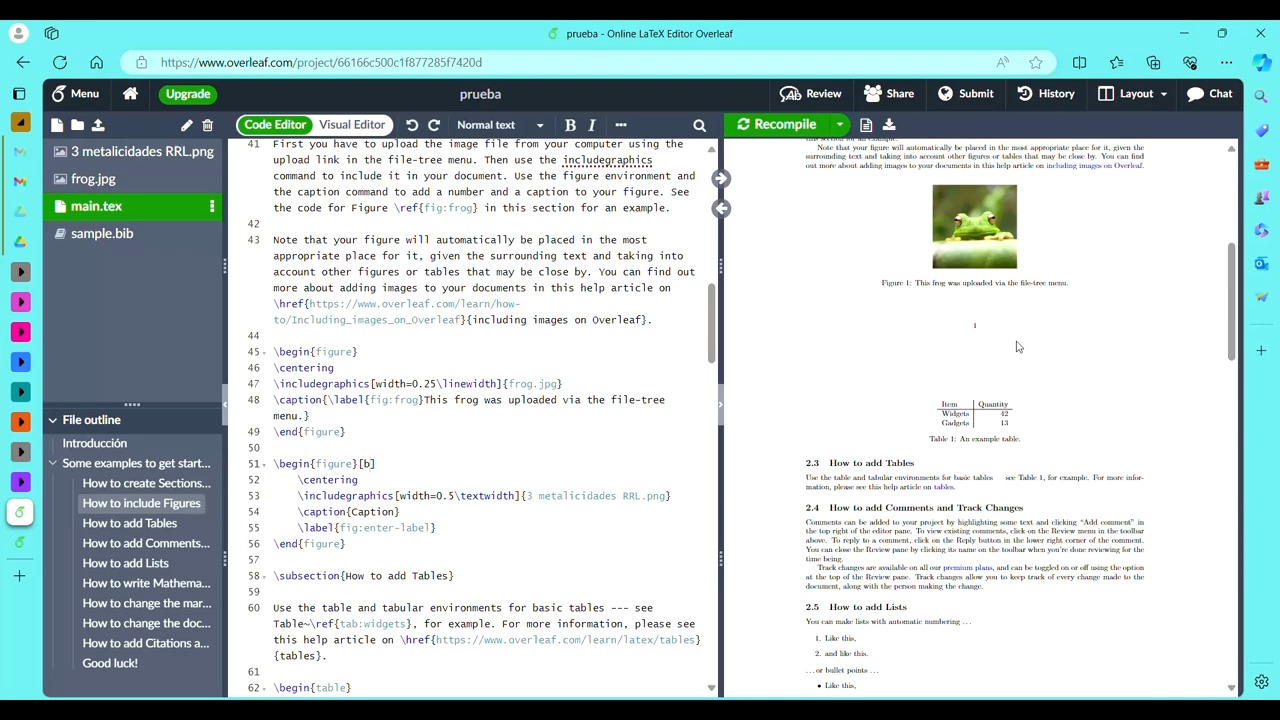 prueba - Online LaTeX Editor Overleaf
https://www.overleaf.com/project/66166c500c1f877285f7420d
Menu
Upgrade
prueba
Review
Share
Submit
History
Layout
Chat
Code Editor
Visual Editor
Normal text
B
I
Recompile
3 metalicidades RRL.png
frog.jpg
main.tex
sample.bib
File outline
Introducción
Some examples to get start...
How to create Sections...
How to include Figures
How to add Tables
How to add Commen...
How to add Lists
How to write Mathema...
How to change the mar...
How to change the doc...
How to add Citations a...
Good luck!
41 First you have to upload the image file from your computer using the
upload link in the file-tree menu. Then use the includegraphics
command to include it in your document. Use the figure environment and
the caption command to add a number and a caption to your figure. See
the code for Figure \ref{fig:frog} in this section for an example.
42
43 Note that your figure will automatically be placed in the most
appropriate place for it, given the surrounding text and taking into
account other figures or tables that may be close by. You can find out
more about adding images to your documents in this help article on
\href{https://www.overleaf.com/learn/how-
to/Including_images_on_Overleaf}{including images on Overleaf}.
44
45 \begin{figure}
46 \centering
47 \includegraphics[width=0.25\linewidth]{frog.jpg}
48 \caption{\label{fig:frog}This frog was uploaded via the file-tree
menu.}
49 \end{figure}
50
51 \begin{figure}[b]
52 \centering
53 \includegraphics[width=0.5\textwidth]{3 metalicidades RRL.png}
54 \caption{Caption}
55 \label{fig:enter-label}
56 \end{figure}
57
58 \subsection{How to add Tables}
59
60 Use the table and tabular environments for basic tables --- see
Table~\ref{tab:widgets}, for example. For more information, please see
this help article on \href{https://www.overleaf.com/learn/latex/tables}
{tables}.
61
62 \begin{table}
Note that your figure will automatically be placed in the most appropriate place for it, given the
surrounding text and taking into account other figures or tables that may be close by. You can find
out more about adding images to your documents in this help article on including images on Overleaf.
Figure 1: This frog was uploaded via the file-tree menu.
1
Item Quantity
Widgets 42
Gadgets 13
Table 1: An example table.
2.3 How to add Tables
Use the table and tabular environments for basic tables see Table 1, for example. For more infor-
mation, please see this help article on tables.
2.4 How to add Comments and Track Changes
Comments can be added to your project by highlighting some text and clicking “Add comment” in
the top right of the editor pane. To view existing comments, click on the Review menu in the toolbar
above. To reply to a comment, click on the Reply button in the lower right corner of the comment.
You can close the Review pane by clicking its name on the toolbar when you're done reviewing for the
time being.
Track changes are available on all our premium plans, and can be toggled on or off using the option
at the top of the Review pane. Track changes allow you to keep track of every change made to the
document, along with the person making the change.
2.5 How to add Lists
You can make lists with automatic numbering ...
1. Like this,
2. and like this.
...or bullet points ...
• Like this,